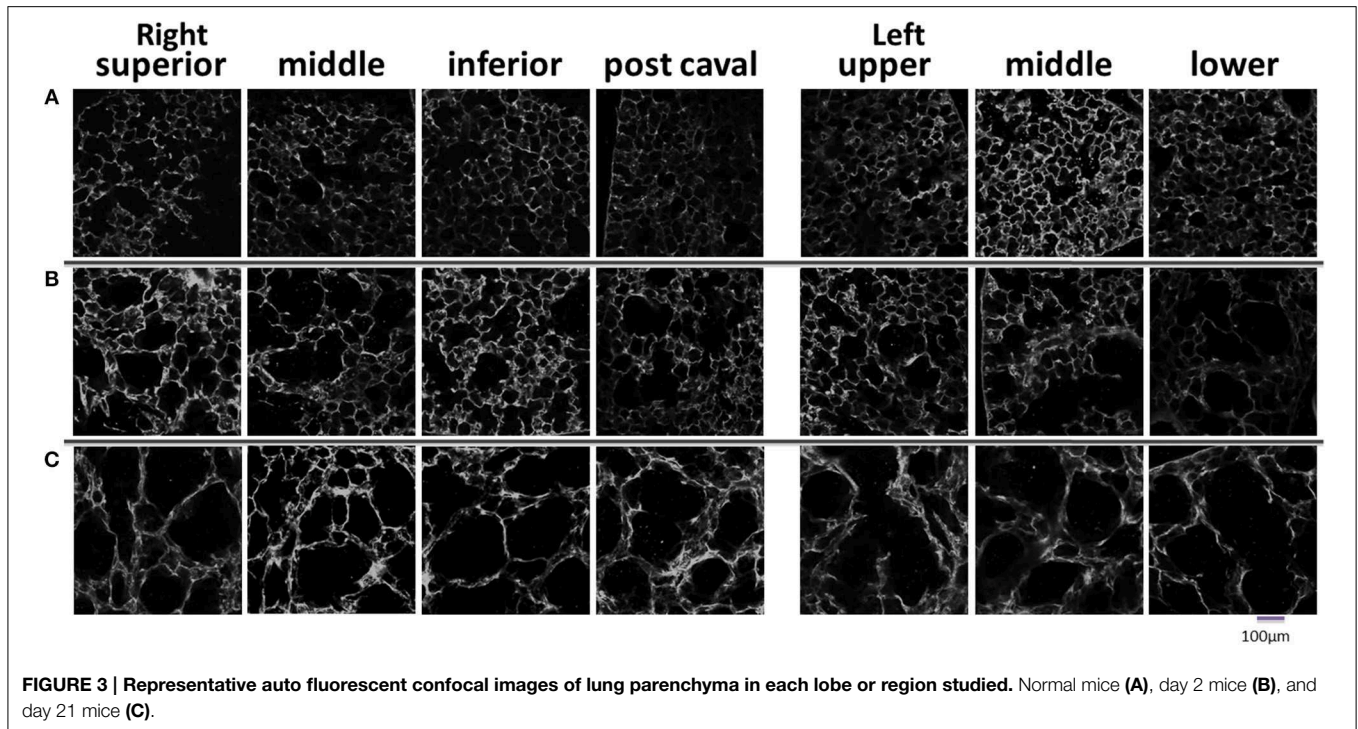 Right Left
superior middle inferior post caval upper middle lower
A
B
C
100µm
FIGURE 3 | Representative auto fluorescent confocal images of lung parenchyma in each lobe or region studied. Normal mice (A), day 2 mice (B), and
day 21 mice (C).